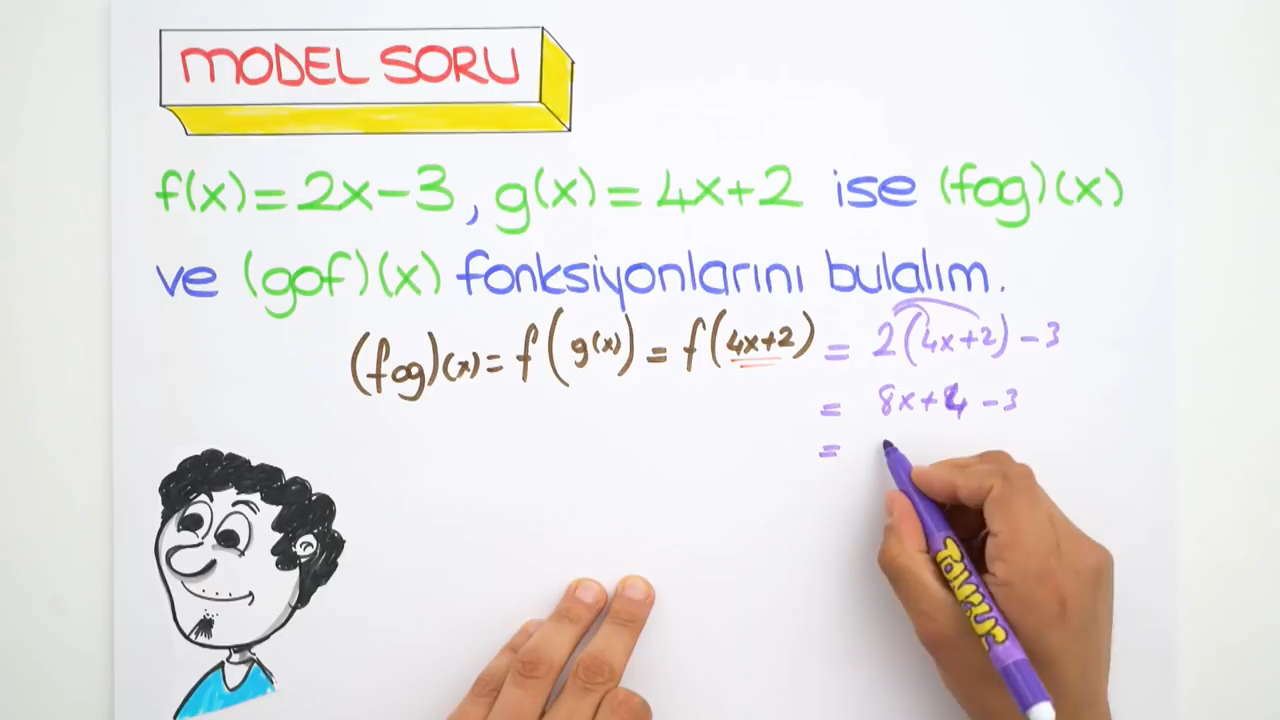 MODEL SORU
f(x)=2x-3, g(x)=4x+2 ise (fog)(x)
ve (gof)(x) fonksiyonlarını bulalım.
(fog)(x)=f(g(x))=f(4x+2) = 2(4x+2)-3
= 8x+4-3
=